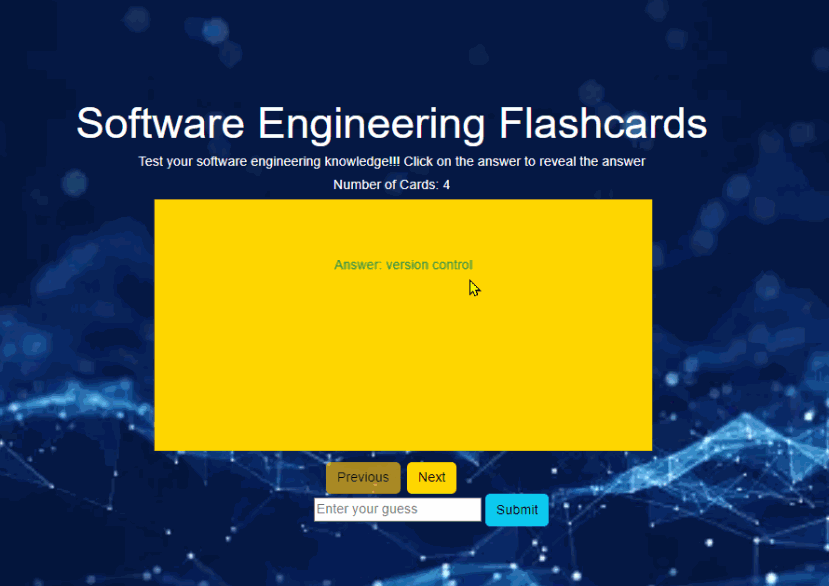 Software Engineering Flashcards
Test your software engineering knowledge!!! Click on the answer to reveal the answer
Number of Cards: 4
Answer: version control
Previous Next
Enter your guess Submit